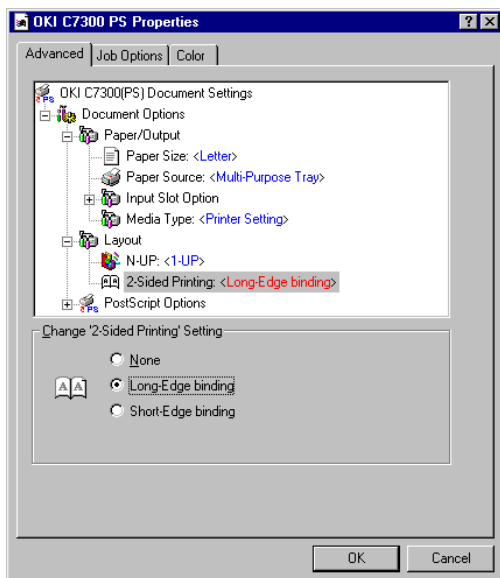 OKI C7300 PS Properties
Advanced Job Options Color
OKI C7300(PS) Document Settings
Document Options
Paper/Output
Paper Size: <Letter>
Paper Source: <Multi-Purpose Tray>
Input Slot Option
Media Type: <Printer Setting>
Layout
N-UP: <1-UP>
2-Sided Printing: <Long-Edge binding>
PostScript Options
Change '2-Sided Printing' Setting
None
Long-Edge binding
Short-Edge binding
OK Cancel